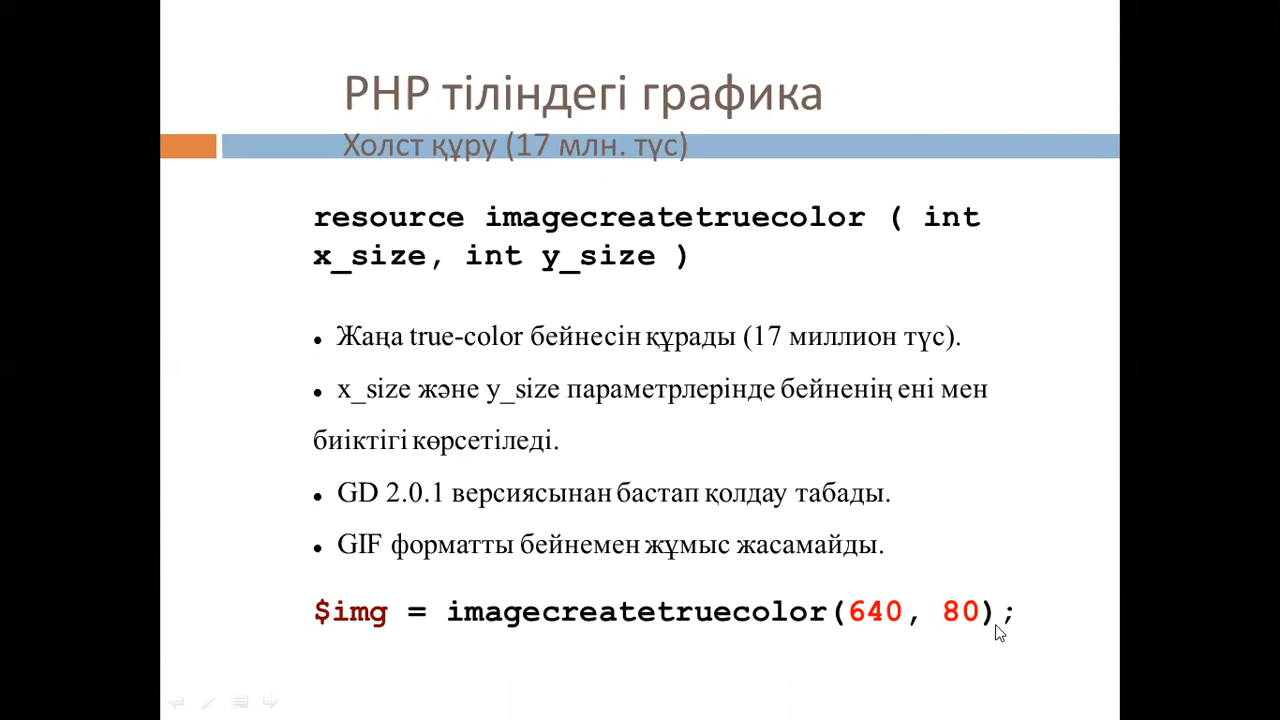 PHP тіліндегі графика
Холст құру (17 млн. түс)
resource imagecreatetruecolor ( int
x_size, int y_size )
• Жаңа true-color бейнесін құрады (17 миллион түс).
• x_size және y_size параметрлерінде бейненің ені мен
биіктігі көрсетіледі.
• GD 2.0.1 версиясынан бастап қолдау табады.
• GIF форматты бейнемен жұмыс жасамайды.
$img = imagecreatetruecolor(640, 80);